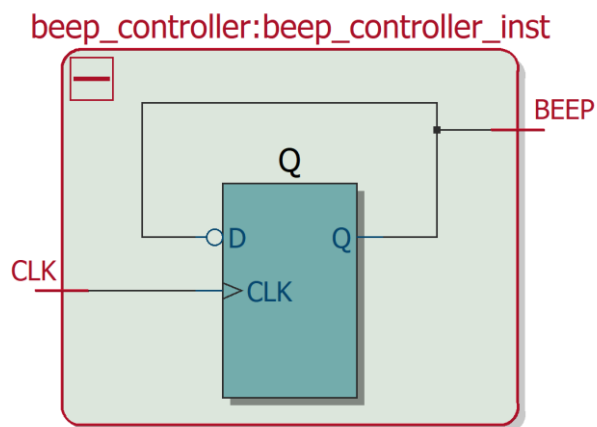 beep_controller:beep_controller_inst
BEEP
Q
D
Q
CLK
CLK